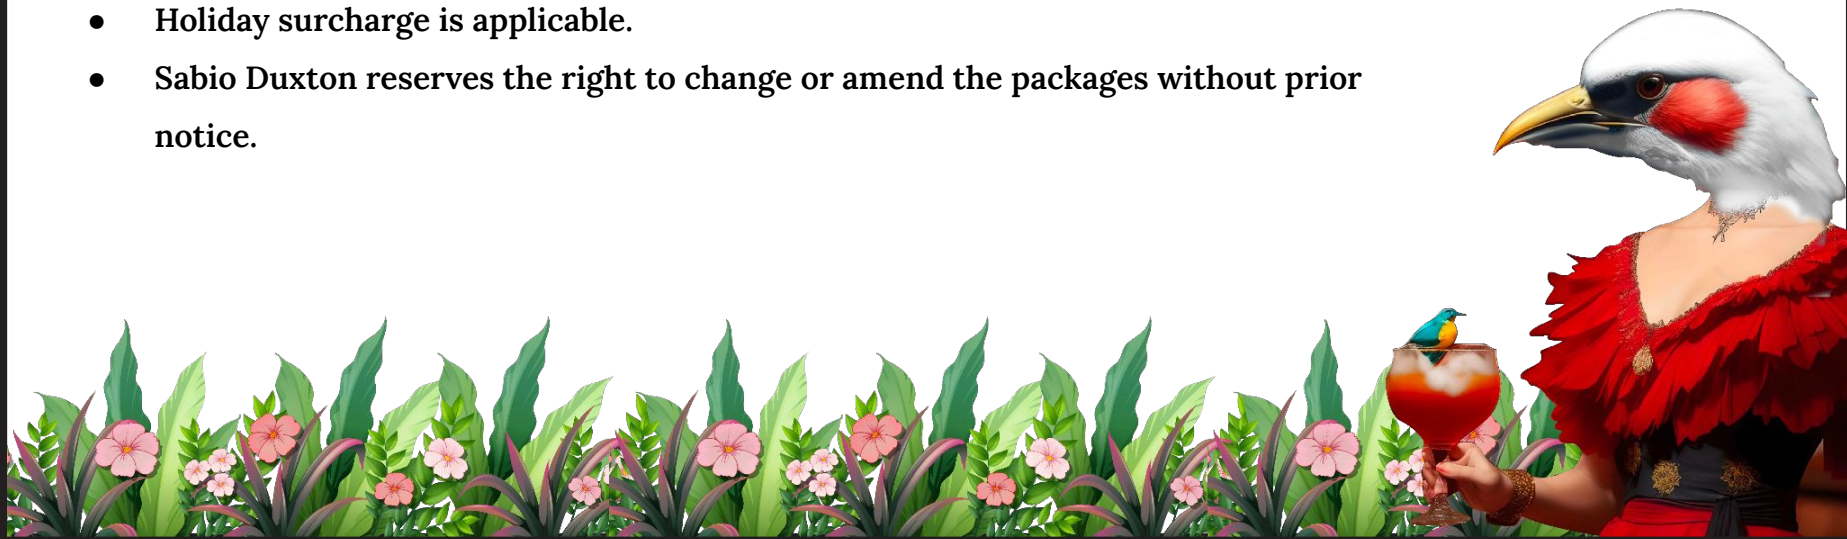 ● Holiday surcharge is applicable.
● Sabio Duxton reserves the right to change or amend the packages without prior
notice.